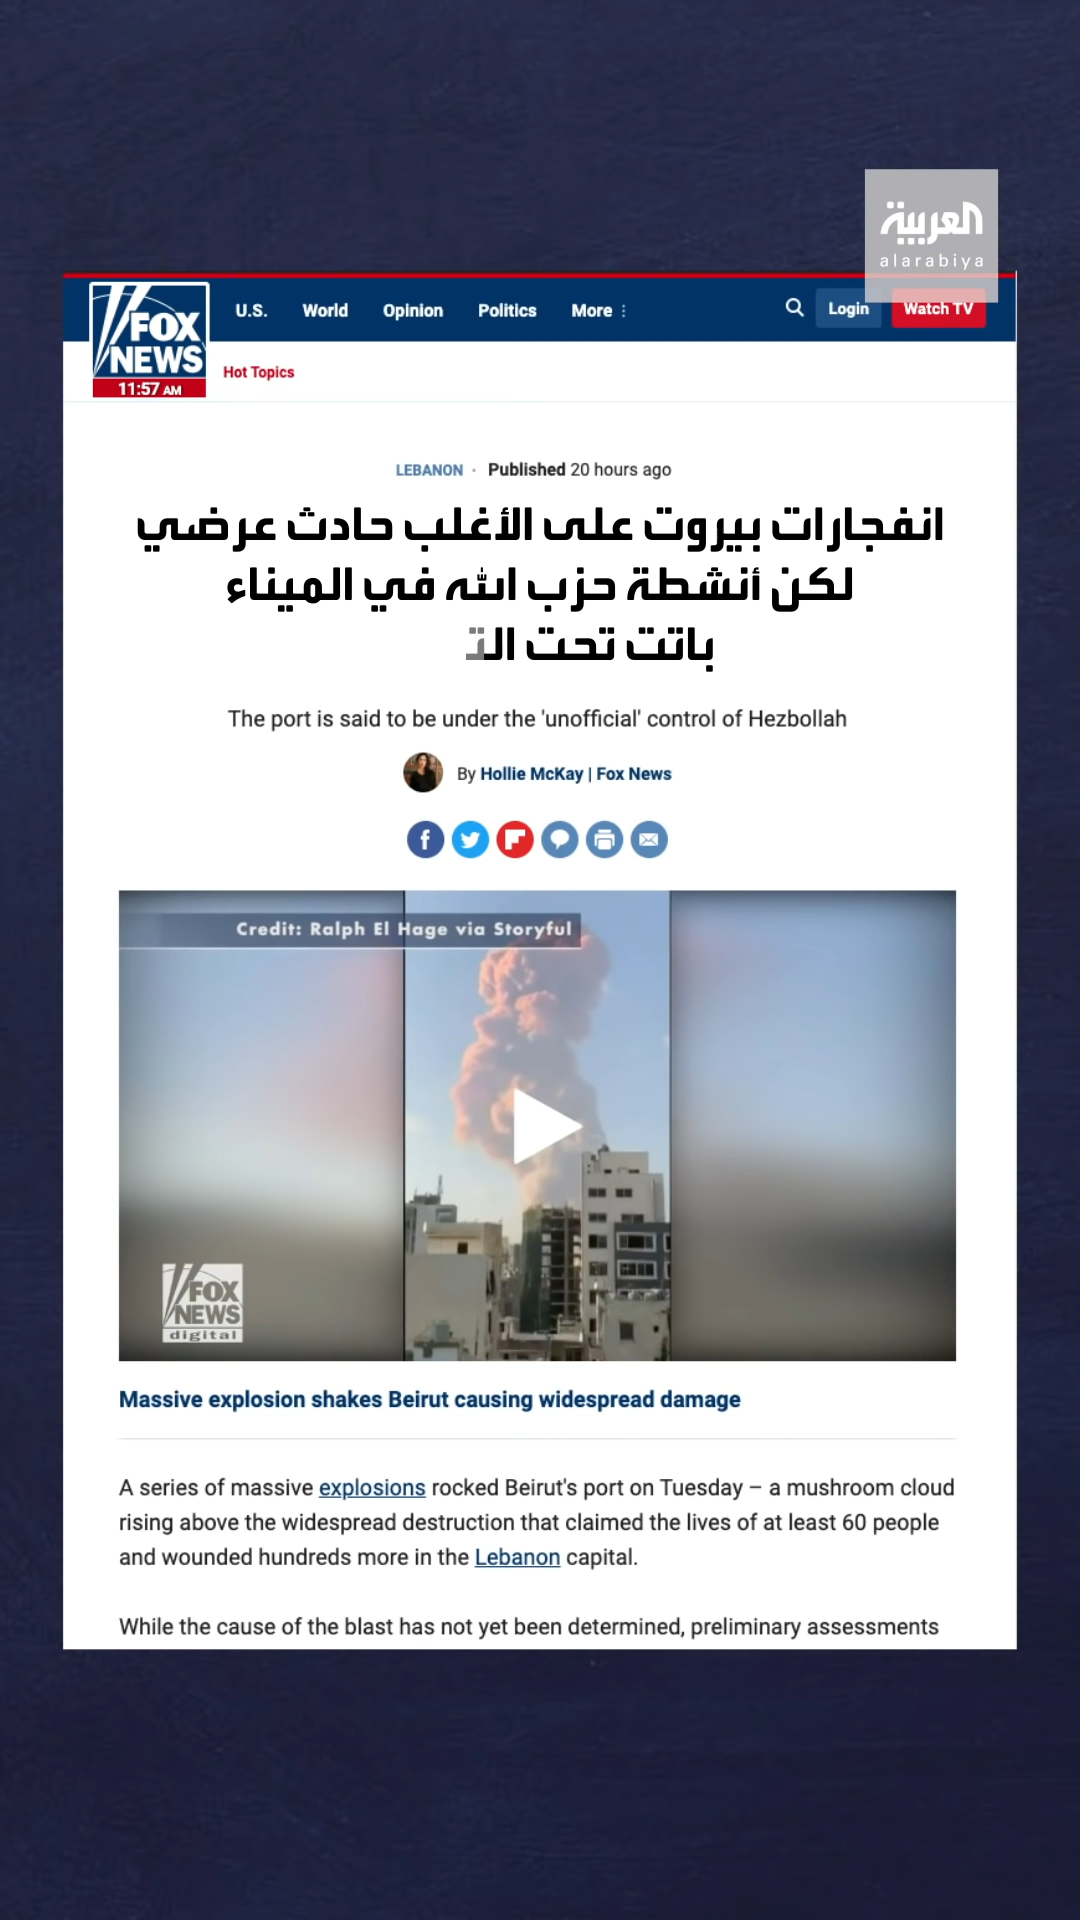 العربية
alarabiya
FOX
NEWS
11:57 AM
U.S. World Opinion Politics More
Login
Watch TV
Hot Topics
LEBANON · Published 20 hours ago
انفجارات بيروت على الأغلب حادث عرضي
لكن أنشطة حزب الله في الميناء
باتت تحت التـ
The port is said to be under the 'unofficial' control of Hezbollah
By Hollie McKay | Fox News
Credit: Ralph El Hage via Storyful
FOX
NEWS
digital
Massive explosion shakes Beirut causing widespread damage
A series of massive explosions rocked Beirut's port on Tuesday – a mushroom cloud
rising above the widespread destruction that claimed the lives of at least 60 people
and wounded hundreds more in the Lebanon capital.
While the cause of the blast has not yet been determined, preliminary assessments